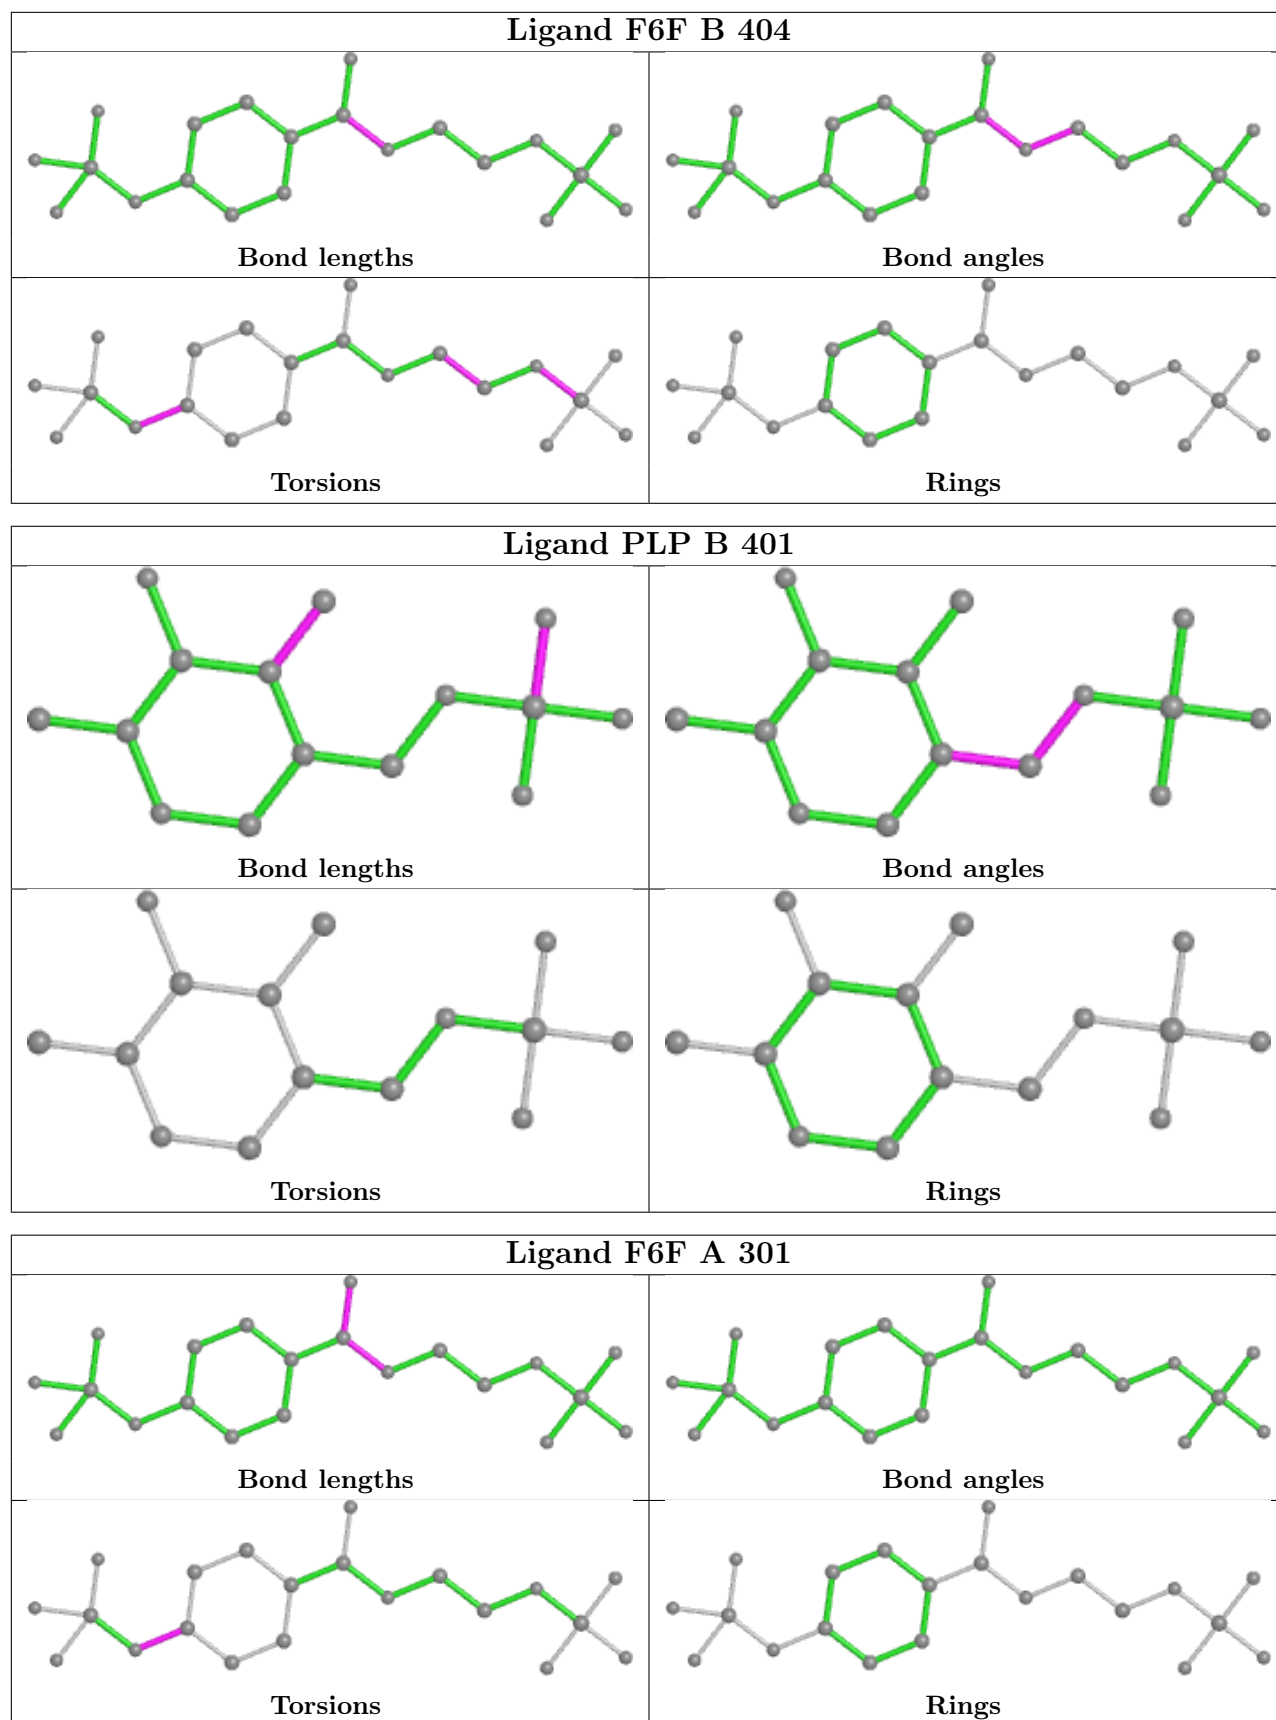 Ligand F6F B 404
Bond lengths
Bond angles
Torsions
Rings
Ligand PLP B 401
Bond lengths
Bond angles
Torsions
Rings
Ligand F6F A 301
Bond lengths
Bond angles
Torsions
Rings